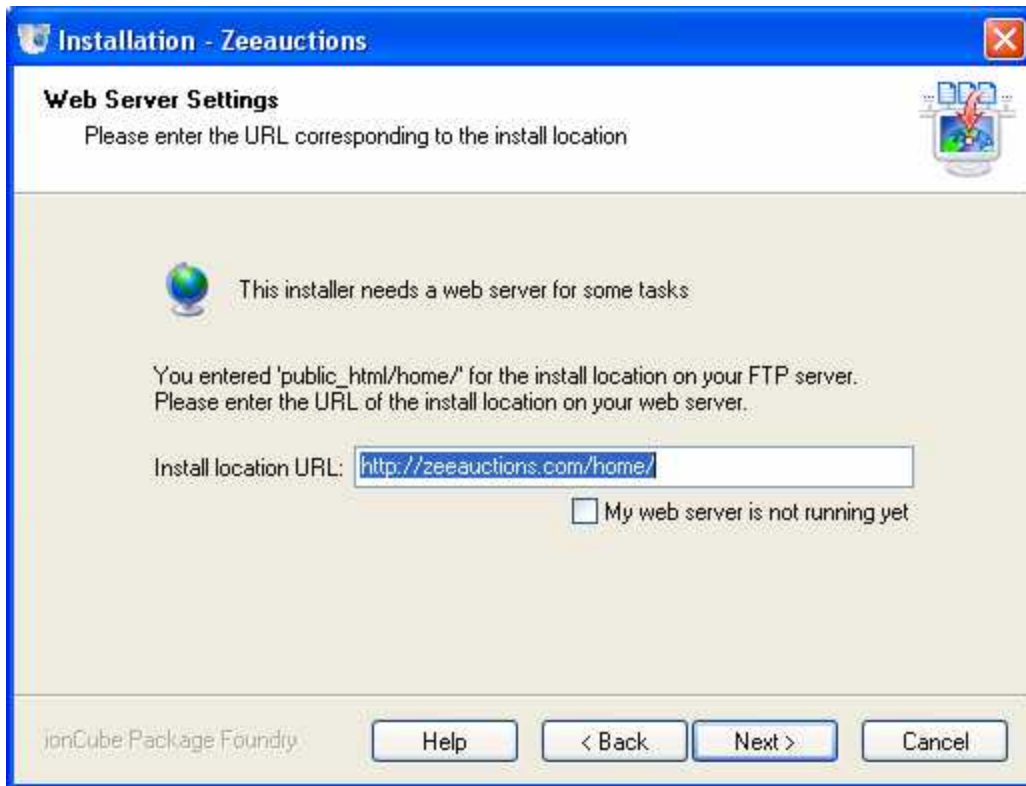 Installation - Zeeauctions
Web Server Settings
Please enter the URL corresponding to the install location
This installer needs a web server for some tasks
You entered 'public_html/home/' for the install location on your FTP server.
Please enter the URL of the install location on your web server.
Install location URL: http://zeeauctions.com/home/
My web server is not running yet
ionCube Package Foundry Help < Back Next > Cancel